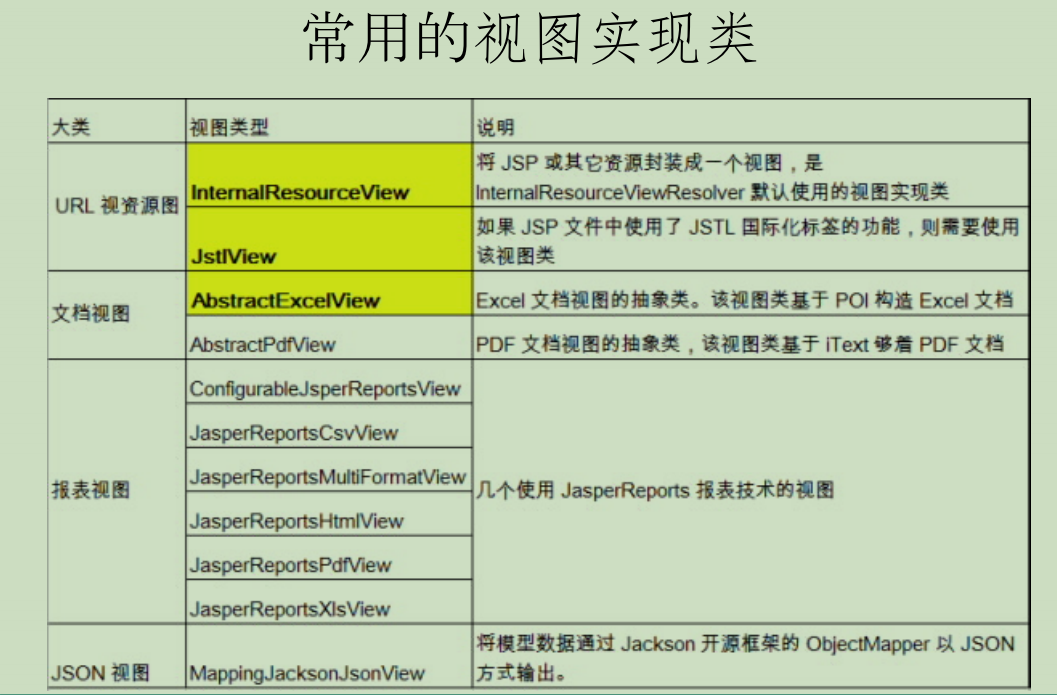 常用的视图实现类
大类 视图类型 说明
URL 视资源图
InternalResourceView
将 JSP 或其它资源封装成一个视图，是
InternalResourceViewResolver 默认使用的视图实现类
JstlView
如果 JSP 文件中使用了 JSTL 国际化标签的功能，则需要使用
该视图类
文档视图
AbstractExcelView
Excel 文档视图的抽象类。该视图类基于 POI 构造 Excel 文档
AbstractPdfView
PDF 文档视图的抽象类，该视图类基于 iText 够着 PDF 文档
报表视图
ConfigurableJsperReportsView
JasperReportsCsvView
JasperReportsMultiFormatView
JasperReportsHtmlView
JasperReportsPdfView
JasperReportsXlsView
几个使用 JasperReports 报表技术的视图
JSON 视图
MappingJacksonJsonView
将模型数据通过 Jackson 开源框架的 ObjectMapper 以 JSON
方式输出。